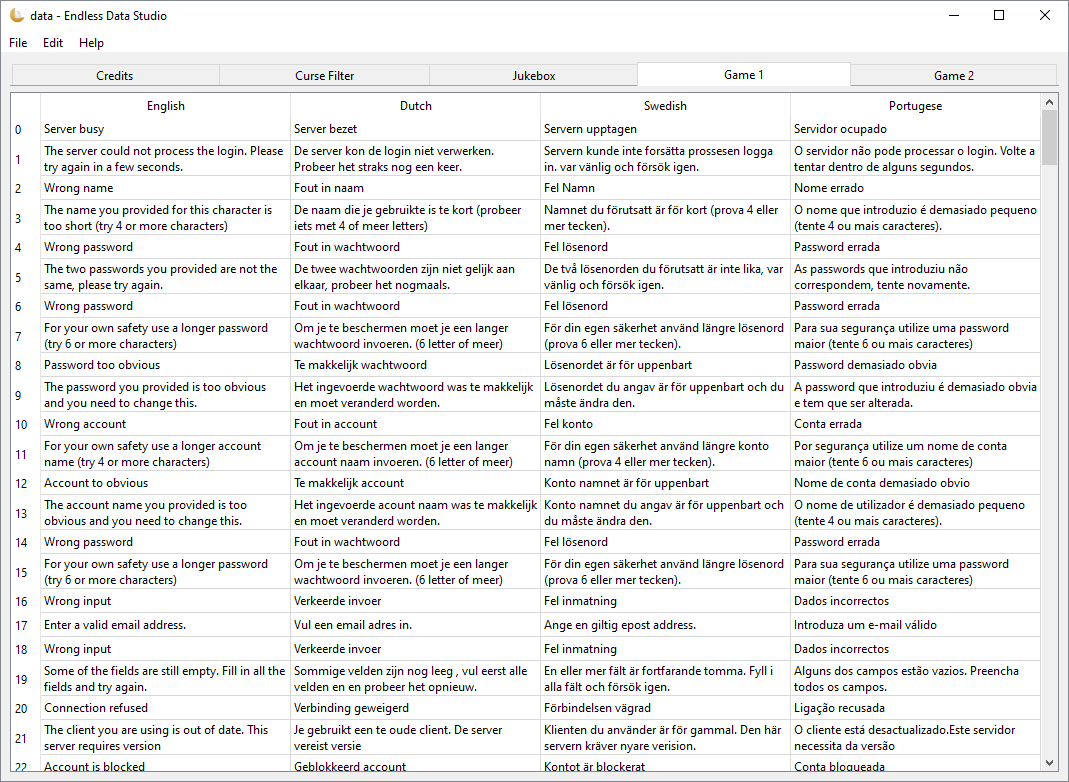 data - Endless Data Studio
File Edit Help
Credits Curse Filter Jukebox Game 1 Game 2
English Dutch Swedish Portugese
0 Server busy Server bezet Servern upptagen Servidor ocupado
The server could not process the login. Please De server kon de login niet verwerken. Servern kunde inte forsätta prossesen logga O servidor não pode processar o login. Volte a
1 try again in a few seconds. Probeer het straks nog een keer. in. var vänlig och försök igen. tentar dentro de alguns segundos.
2 Wrong name Fout in naam Fel Namn Nome errado
The name you provided for this character is De naam die je gebruikte is te kort (probeer Namnet du förutsatt är för kort (prova 4 eller O nome que introduzio é demasiado pequeno
3 too short (try 4 or more characters) iets met 4 of meer letters) mer tecken). (tente 4 ou mais caracteres).
4 Wrong password Fout in wachtwoord Fel lösenord Password errada
The two passwords you provided are not the De twee wachtwoorden zijn niet gelijk aan De två lösenorden du förutsatt är inte lika, var As passwords que introduziu não
5 same, please try again. elkaar, probeer het nogmaals. vänlig och försök igen. correspondem, tente novamente.
6 Wrong password Fout in wachtwoord Fel lösenord Password errada
For your own safety use a longer password Om je te beschermen moet je een langer För din egen säkerhet använd längre lösenord Para sua segurança utilize uma password
7 (try 6 or more characters) wachtwoord invoeren. (6 letter of meer) (prova 6 eller mer tecken). maior (tente 6 ou mais caracteres)
8 Password too obvious Te makkelijk wachtwoord Lösenordet är för uppenbart Password demasiado obvia
The password you provided is too obvious Het ingevoerde wachtwoord was te makkelijk Lösenordet du angav är för uppenbart och du A password que introduziu é demasiado obvia
9 and you need to change this. en moet veranderd worden. måste ändra den. e tem que ser alterada.
10 Wrong account Fout in account Fel konto Conta errada
For your own safety use a longer account Om je te beschermen moet je een langer För din egen säkerhet använd längre konto Por segurança utilize um nome de conta
11 name (try 4 or more characters) account naam invoeren. (6 letter of meer) namn (prova 4 eller mer tecken). maior (tente 6 ou mais caracteres)
12 Account to obvious Te makkelijk account Konto namnet är för uppenbart Nome de conta demasiado obvio
The account name you provided is too Het ingevoerde acount naam was te makkelijk Konto namnet du angav är för uppenbart och O nome de utilizador é demasiado pequeno
13 obvious and you need to change this. en moet veranderd worden. du måste ändra den. (tente 4 ou mais caracteres).
14 Wrong password Fout in wachtwoord Fel lösenord Password errada
For your own safety use a longer password Om je te beschermen moet je een langer För din egen säkerhet använd längre lösenord Para sua segurança utilize uma password
15 (try 6 or more characters) wachtwoord invoeren. (6 letter of meer) (prova 6 eller mer tecken). maior (tente 6 ou mais caracteres)
16 Wrong input Verkeerde invoer Fel inmatning Dados incorrectos
17 Enter a valid email address. Vul een email adres in. Ange en giltig epost address. Introduza um e-mail válido
18 Wrong input Verkeerde invoer Fel inmatning Dados incorrectos
Some of the fields are still empty. Fill in all the Sommige velden zijn nog leeg , vul eerst alle En eller mer fält är fortfarande tomma. Fyll i Alguns dos campos estão vazios. Preencha
19 fields and try again. velden en en probeer het opnieuw. alla fält och försök igen. todos os campos.
20 Connection refused Verbinding geweigerd Förbindelsen vägrad Ligação recusada
The client you are using is out of date. This Je gebruikt een te oude client. De server Klienten du använder är för gammal. Den här O cliente está desactualizado.Este servidor
21 server requires version vereist versie servern kräver nyare verision. necessita da versão
22 Account is blocked Geblokkeerd account Kontot är blockerat Conta bloqueada